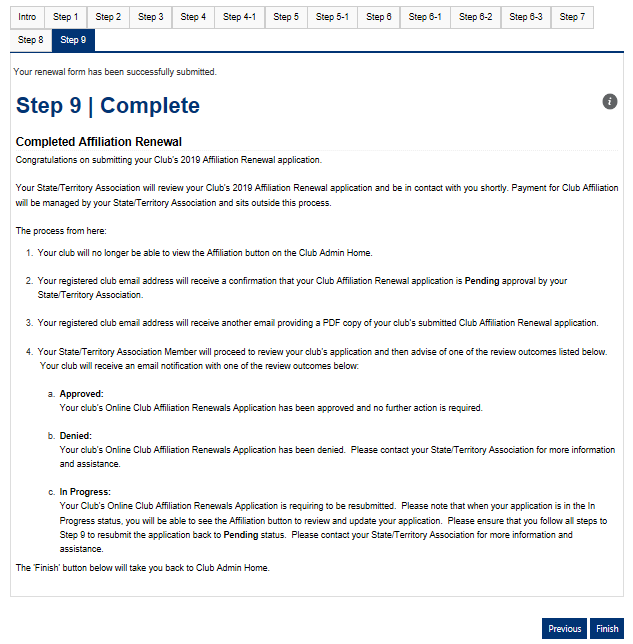 Intro Step 1 Step 2 Step 3 Step 4 Step 4-1 Step 5 Step 5-1 Step 6 Step 6-1 Step 6-2 Step 6-3 Step 7
Step 8 Step 9
Your renewal form has been successfully submitted.
Step 9 | Complete
i
Completed Affiliation Renewal
Congratulations on submitting your Club's 2019 Affiliation Renewal application.
Your State/Territory Association will review your Club's 2019 Affiliation Renewal application and be in contact with you shortly. Payment for Club Affiliation
will be managed by your State/Territory Association and sits outside this process.
The process from here:
1. Your club will no longer be able to view the Affiliation button on the Club Admin Home.
2. Your registered club email address will receive a confirmation that your Club Affiliation Renewal application is Pending approval by your
State/Territory Association.
3. Your registered club email address will receive another email providing a PDF copy of your club's submitted Club Affiliation Renewal application.
4. Your State/Territory Association Member will proceed to review your club's application and then advise of one of the review outcomes listed below.
Your club will receive an email notification with one of the review outcomes below:
a. Approved:
Your club's Online Club Affiliation Renewals Application has been approved and no further action is required.
b. Denied:
Your club's Online Club Affiliation Renewals Application has been denied. Please contact your State/Territory Association for more information
and assistance.
c. In Progress:
Your Club's Online Club Affiliation Renewals Application is requiring to be resubmitted. Please note that when your application is in the In
Progress status, you will be able to see the Affiliation button to review and update your application. Please ensure that you follow all steps to
Step 9 to resubmit the application back to Pending status. Please contact your State/Territory Association for more information and
assistance.
The 'Finish' button below will take you back to Club Admin Home.
Previous Finish